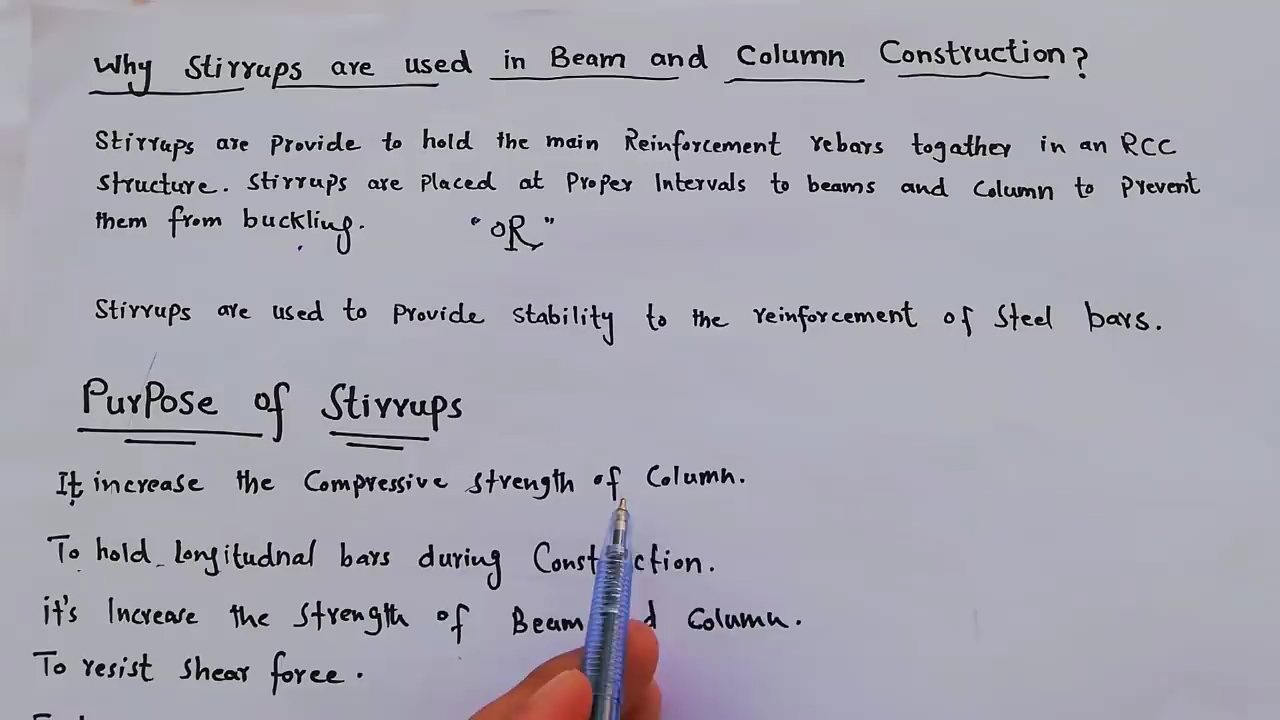 Why Stirrups are used in Beam and Column Construction?
Stirrups are provide to hold the main Reinforcement rebars togather in an RCC
structure. Stirrups are placed at proper Intervals to beams and column to prevent
them from buckling. "OR"
Stirrups are used to provide stability to the reinforcement of steel bars.
Purpose of Stirrups
It increase the Compressive strength of Column.
To hold longitudnal bars during Construction.
it's Increase the strength of Beam Column.
To resist shear force.